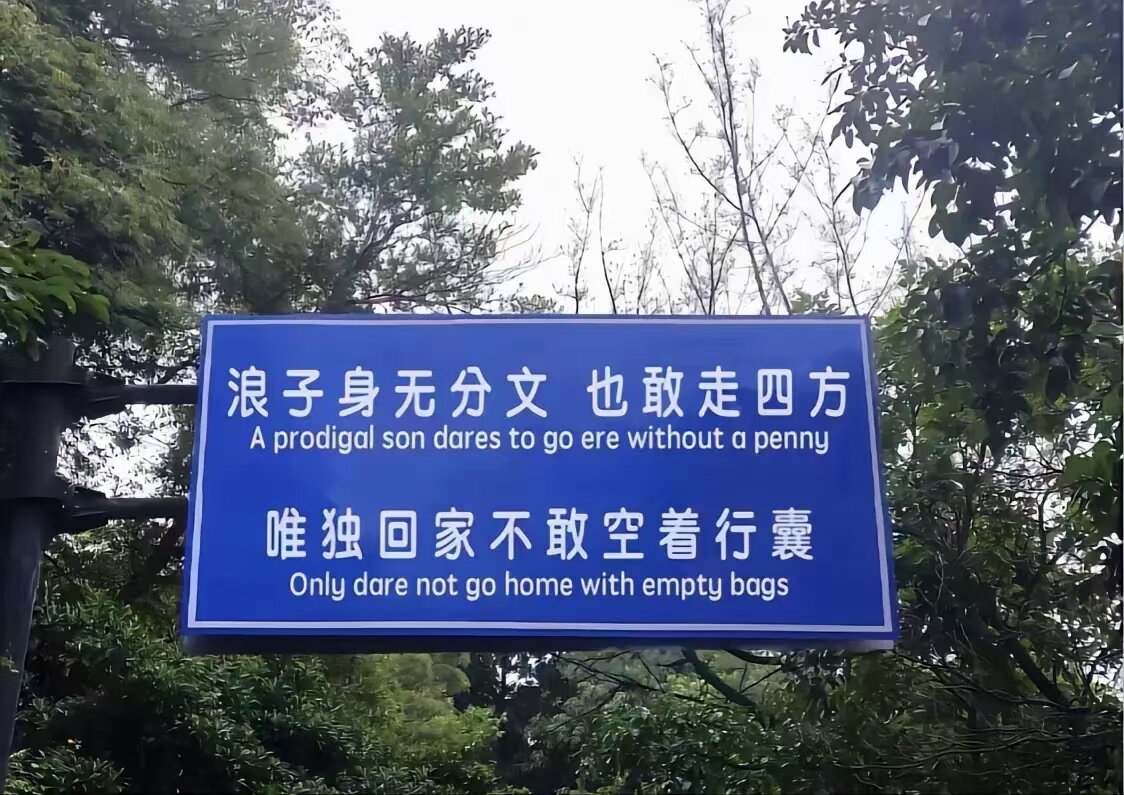 浪子身无分文 也敢走四方
A prodigal son dares to go ere without a penny
唯独回家不敢空着行囊
Only dare not go home with empty bags